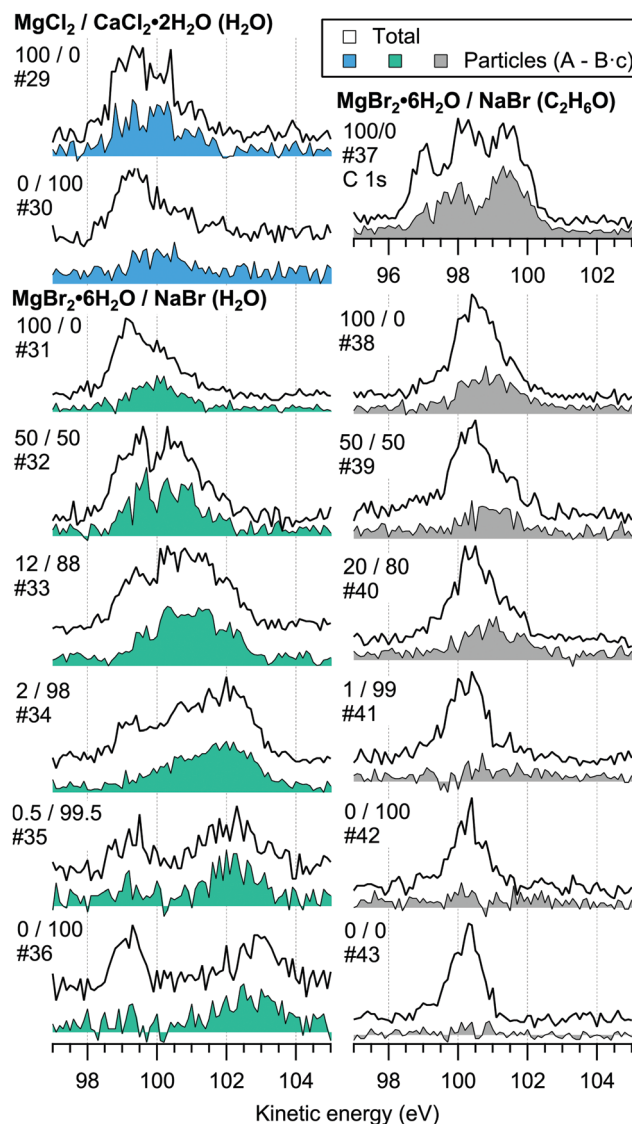 MgCl₂ / CaCl₂•2H₂O (H₂O)
100 / 0
#29
0 / 100
#30
MgBr₂•6H₂O / NaBr (H₂O)
100 / 0
#31
50 / 50
#32
12 / 88
#33
2 / 98
#34
0.5 / 99.5
#35
0 / 100
#36
98 100 102 104
Total
Particles (A - B·c)
MgBr₂•6H₂O / NaBr (C₂H₆O)
100/0
#37
C 1s
96 98 100 102
100 / 0
#38
50 / 50
#39
20 / 80
#40
1 / 99
#41
0 / 100
#42
0 / 0
#43
98 100 102 104
Kinetic energy (eV)